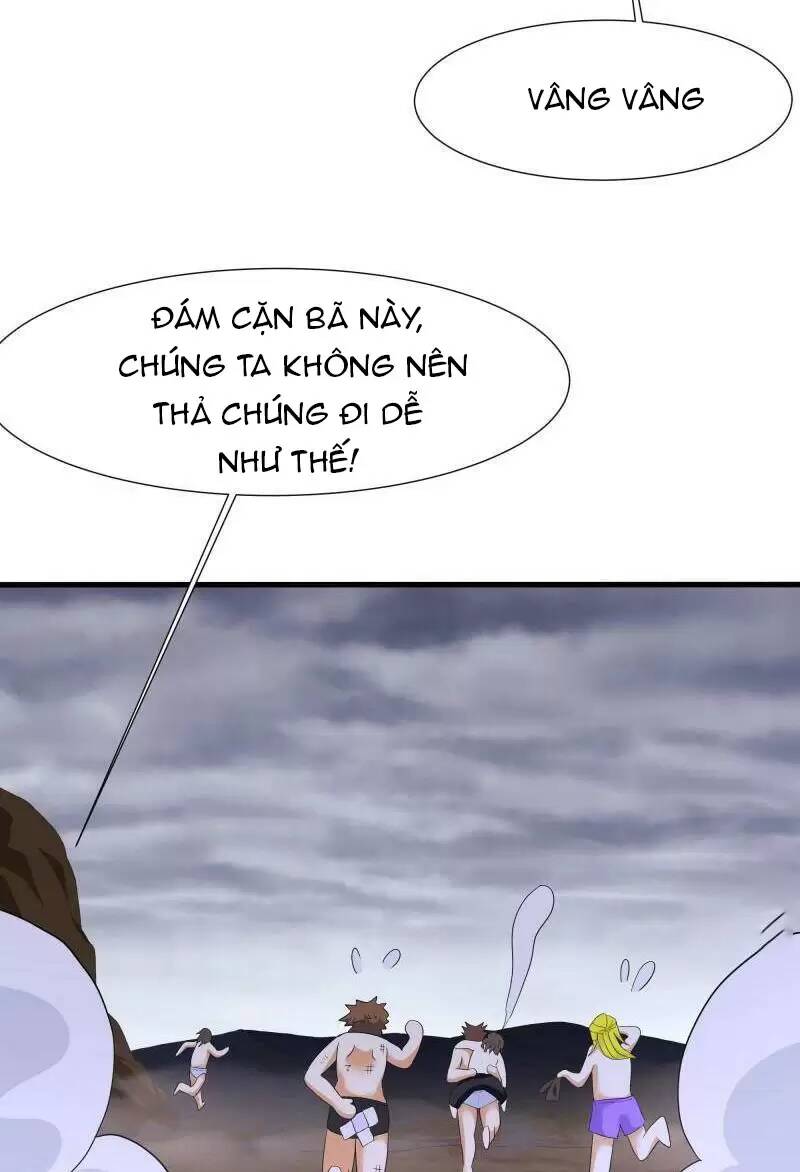 VÂNG VÂNG
ĐÁM CẶN BÃ NÀY,
CHÚNG TA KHÔNG NÊN
THẢ CHÚNG ĐI DỄ
NHƯ THẾ!